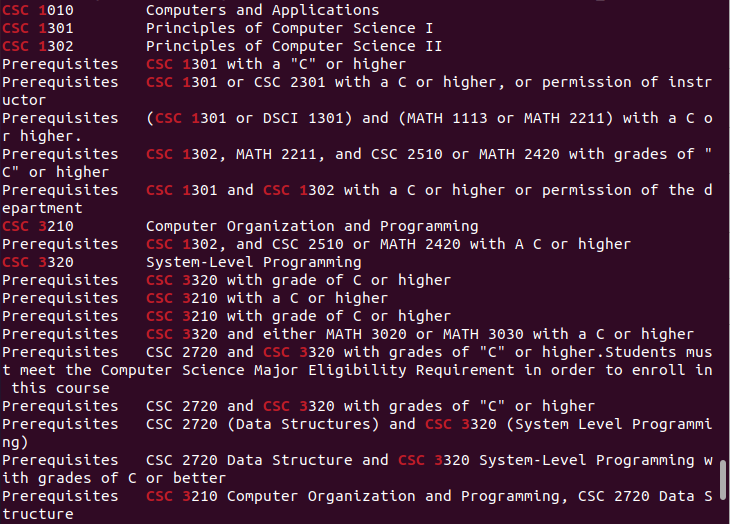 CSC 1010        Computers and Applications
CSC 1301        Principles of Computer Science I
CSC 1302        Principles of Computer Science II
Prerequisites   CSC 1301 with a "C" or higher
Prerequisites   CSC 1301 or CSC 2301 with a C or higher, or permission of instr
uctor
Prerequisites   (CSC 1301 or DSCI 1301) and (MATH 1113 or MATH 2211) with a C o
r higher.
Prerequisites   CSC 1302, MATH 2211, and CSC 2510 or MATH 2420 with grades of "
C" or higher
Prerequisites   CSC 1301 and CSC 1302 with a C or higher or permission of the d
epartment
CSC 3210        Computer Organization and Programming
Prerequisites   CSC 1302, and CSC 2510 or MATH 2420 with A C or higher
CSC 3320        System-Level Programming
Prerequisites   CSC 3320 with grade of C or higher
Prerequisites   CSC 3210 with a C or higher
Prerequisites   CSC 3210 with grade of C or higher
Prerequisites   CSC 3320 and either MATH 3020 or MATH 3030 with a C or higher
Prerequisites   CSC 2720 and CSC 3320 with grades of "C" or higher.Students mus
t meet the Computer Science Major Eligibility Requirement in order to enroll in
 this course
Prerequisites   CSC 2720 and CSC 3320 with grades of "C" or higher
Prerequisites   CSC 2720 (Data Structures) and CSC 3320 (System Level Programmi
ng)
Prerequisites   CSC 2720 Data Structure and CSC 3320 System-Level Programming w
ith grades of C or better
Prerequisites   CSC 3210 Computer Organization and Programming, CSC 2720 Data S
tructure